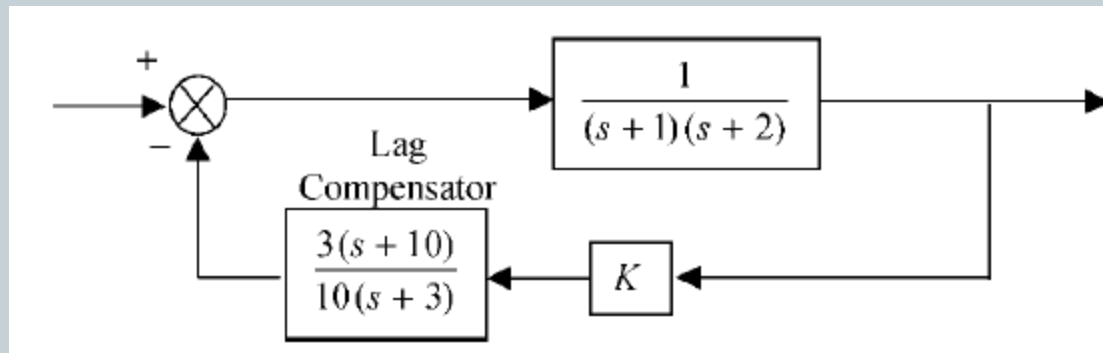 +
1
(s + 1)(s + 2)
−
Lag
Compensator
3(s + 10)
10(s + 3)
K